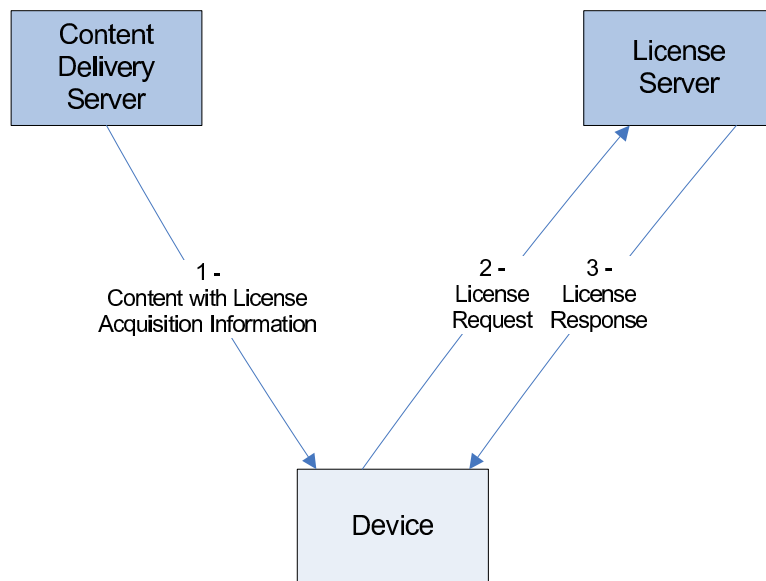 Content
Delivery
Server
License
Server
1 -
Content with License
Acquisition Information
2 -
License
Request
3 -
License
Response
Device